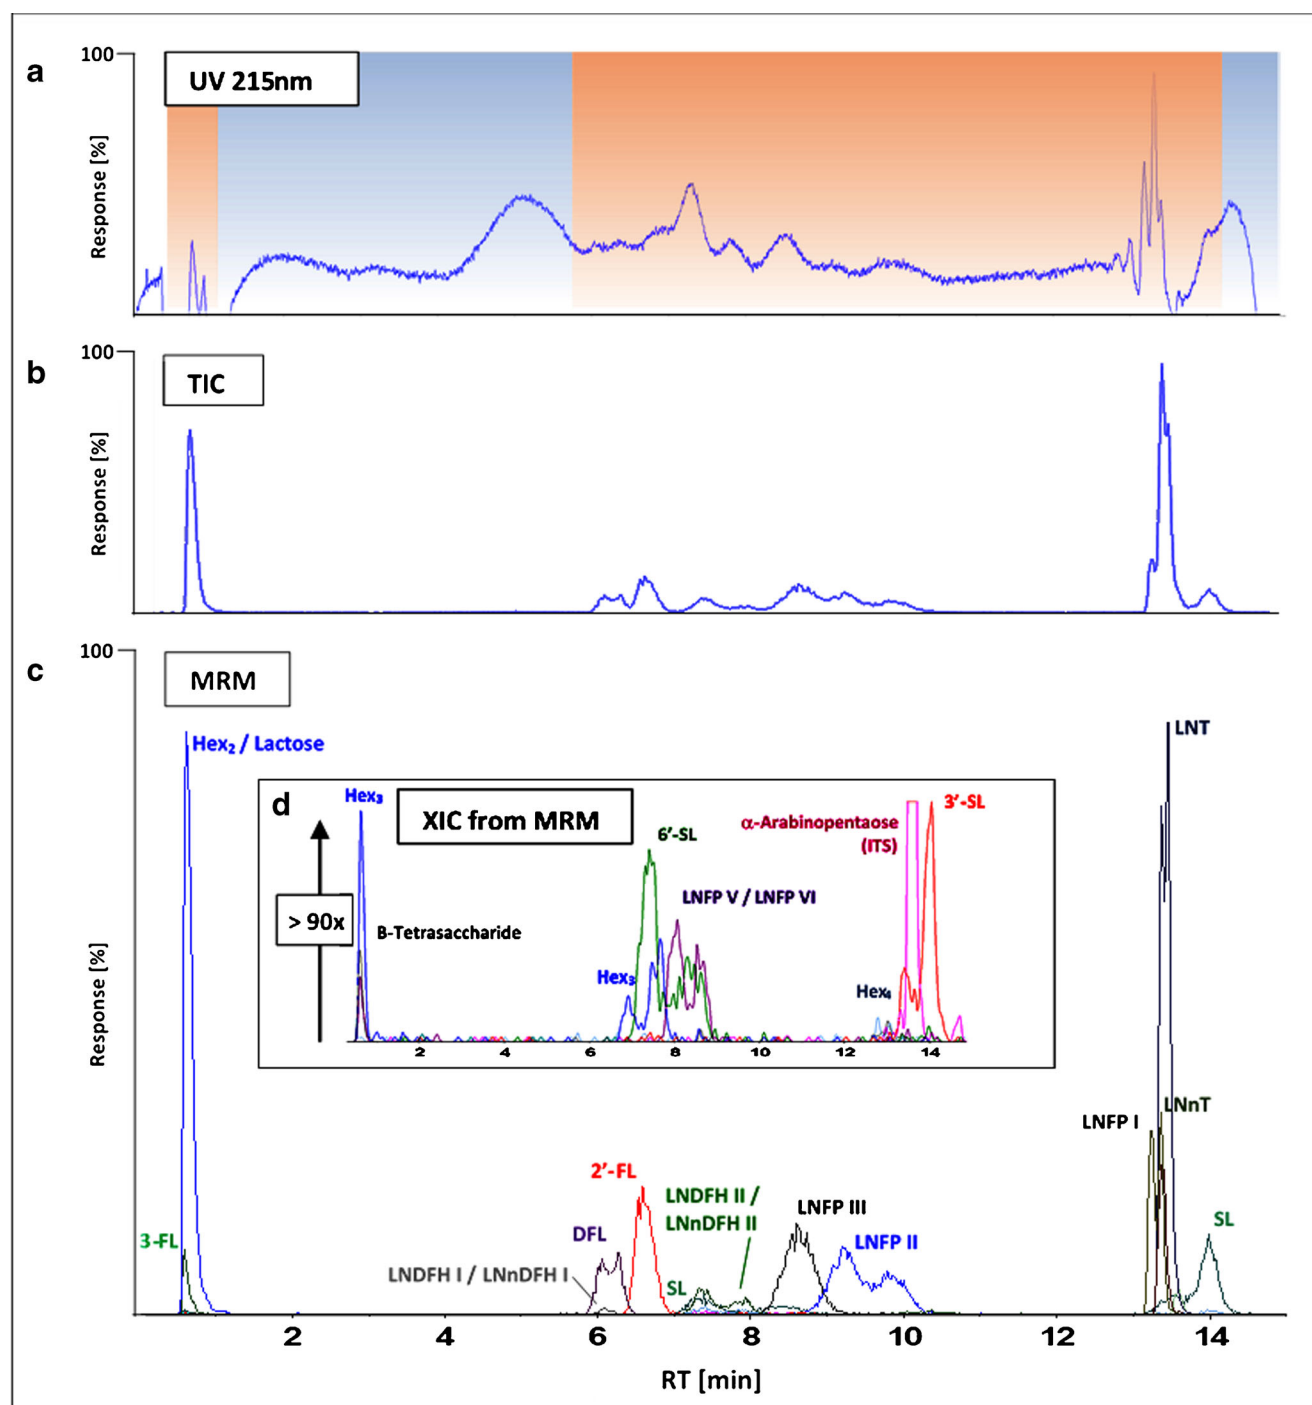 a
100
UV 215nm
Response [%]
b
100
TIC
Response [%]
c
100
MRM
Response [%]
Hex₂ / Lactose
3-FL
LNDFH I / LNnDFH I
DFL
2’-FL
SL
LNDFH II /
LNnDFH II
LNFP III
LNFP II
LNFP I
LNnT
LNT
SL
d
XIC from MRM
> 90x
Hex₃
B-Tetrasaccharide
Hex₃
6’-SL
LNFP V / LNFP VI
α-Arabinopentaose
(ITS)
3’-SL
Hex₄
2 4 6 8 10 12 14
2 4 6 8 10 12 14
RT [min]